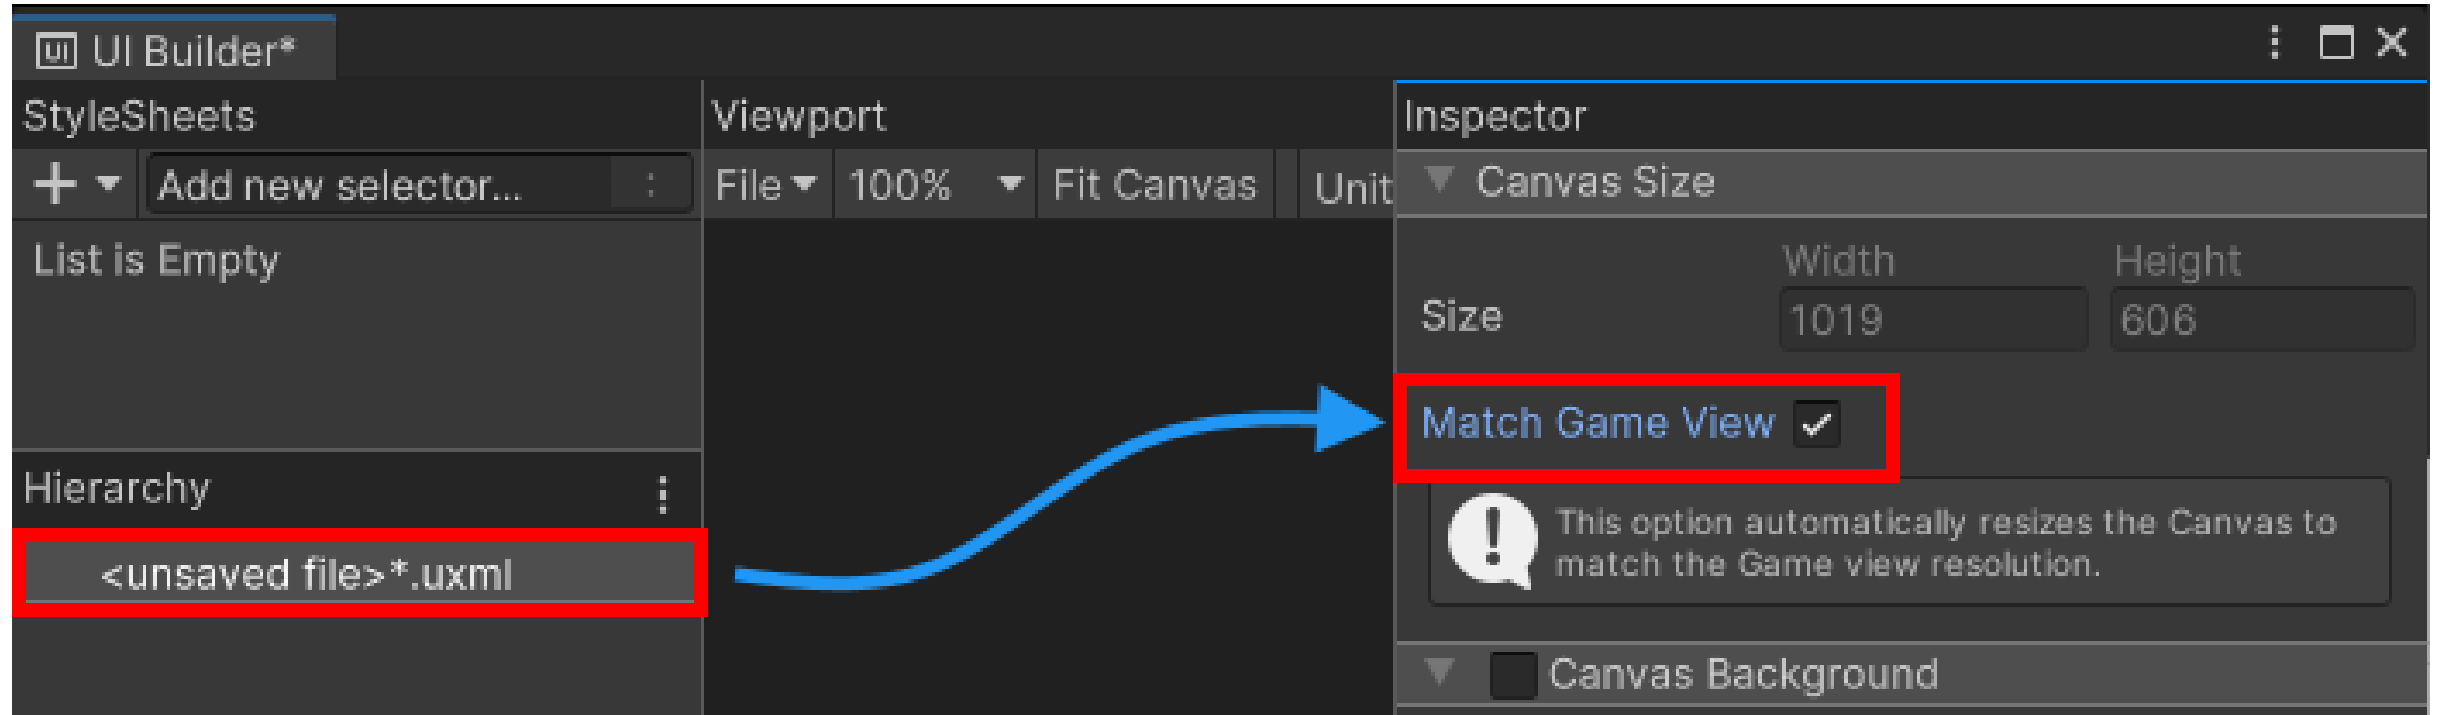 UI Builder*
StyleSheets
Add new selector...
List is Empty
Hierarchy
<unsaved file>*.uxml
Viewport
File
100%
Fit Canvas
Unit
Inspector
Canvas Size
Width
Height
Size
1019
606
Match Game View
This option automatically resizes the Canvas to
match the Game view resolution.
Canvas Background